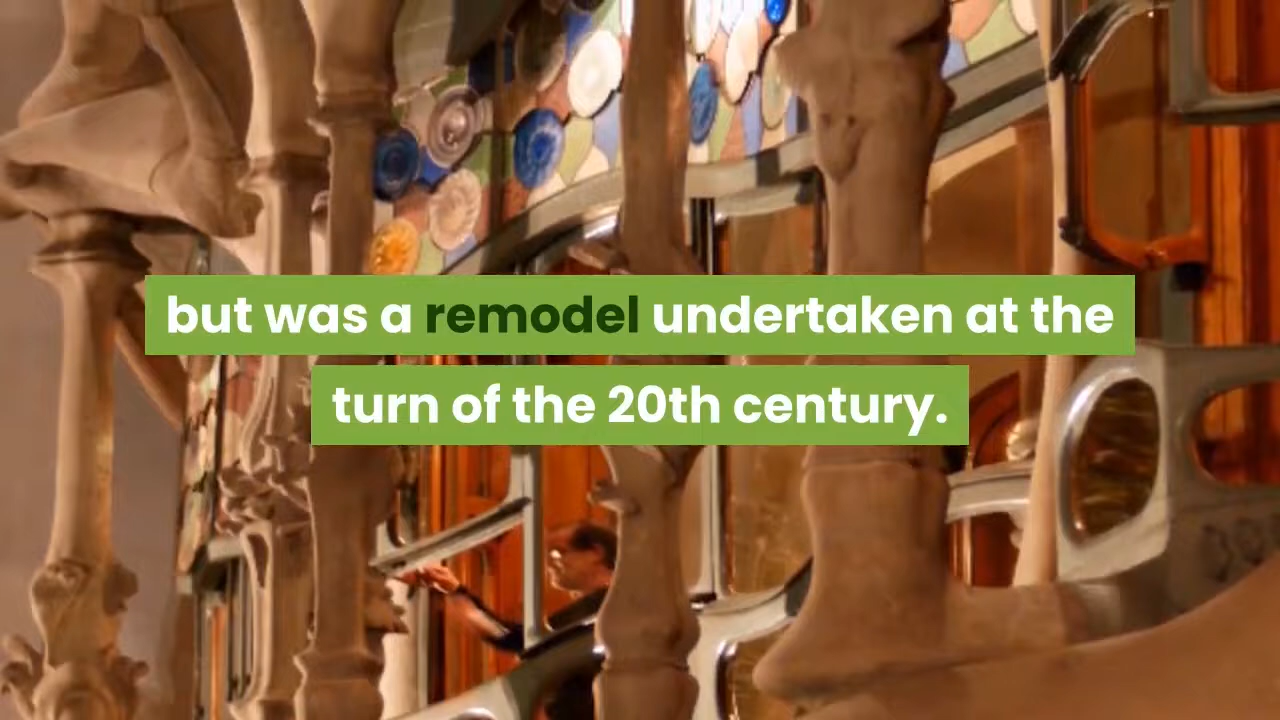 but was a remodel undertaken at the
turn of the 20th century.